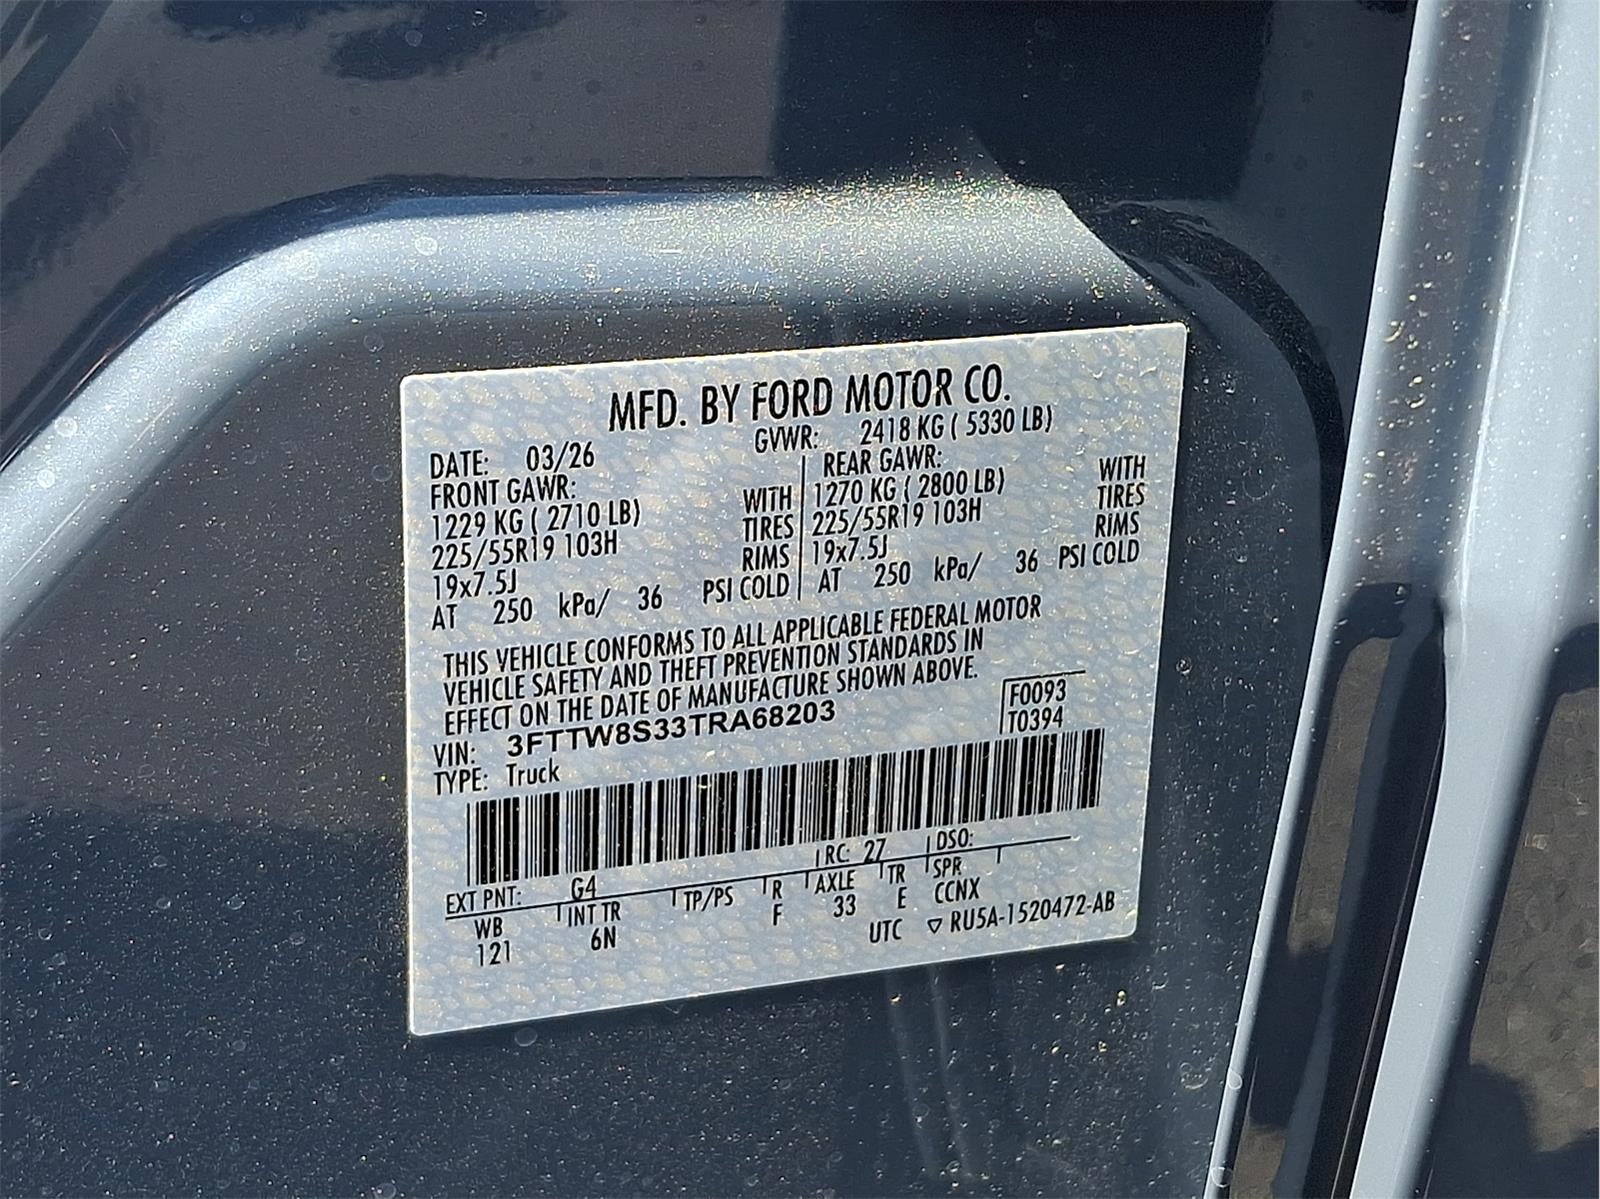 MFD. BY FORD MOTOR CO.
DATE: 03/26 GVWR: 2418 KG ( 5330 LB)
FRONT GAWR: REAR GAWR:
1229 KG ( 2710 LB) WITH 1270 KG ( 2800 LB) WITH
225/55R19 103H TIRES 225/55R19 103H TIRES
19x7.5J RIMS 19x7.5J RIMS
AT 250 kPa/ 36 PSI COLD AT 250 kPa/ 36 PSI COLD
THIS VEHICLE CONFORMS TO ALL APPLICABLE FEDERAL MOTOR
VEHICLE SAFETY AND THEFT PREVENTION STANDARDS IN
EFFECT ON THE DATE OF MANUFACTURE SHOWN ABOVE.
F0093
VIN: 3FTTW8S33TRA68203 T0394
TYPE: Truck
RC: 27 DSO:
EXT PNT: G4
WB INT TR TP/PS R AXLE TR SPR
121 6N F 33 E CCNX
UTC ▽ RU5A-1520472-AB